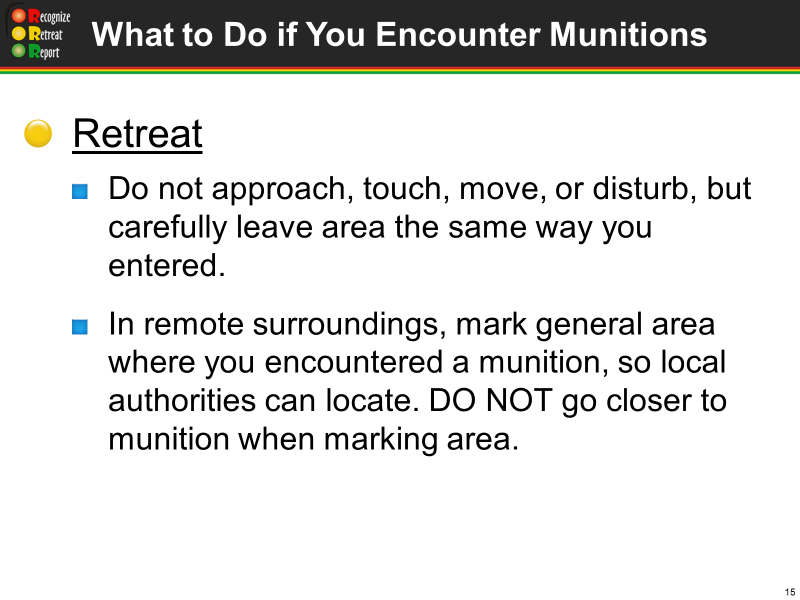 Recognize
Retreat
Report
What to Do if You Encounter Munitions
Retreat
Do not approach, touch, move, or disturb, but
carefully leave area the same way you
entered.
In remote surroundings, mark general area
where you encountered a munition, so local
authorities can locate. DO NOT go closer to
munition when marking area.
15